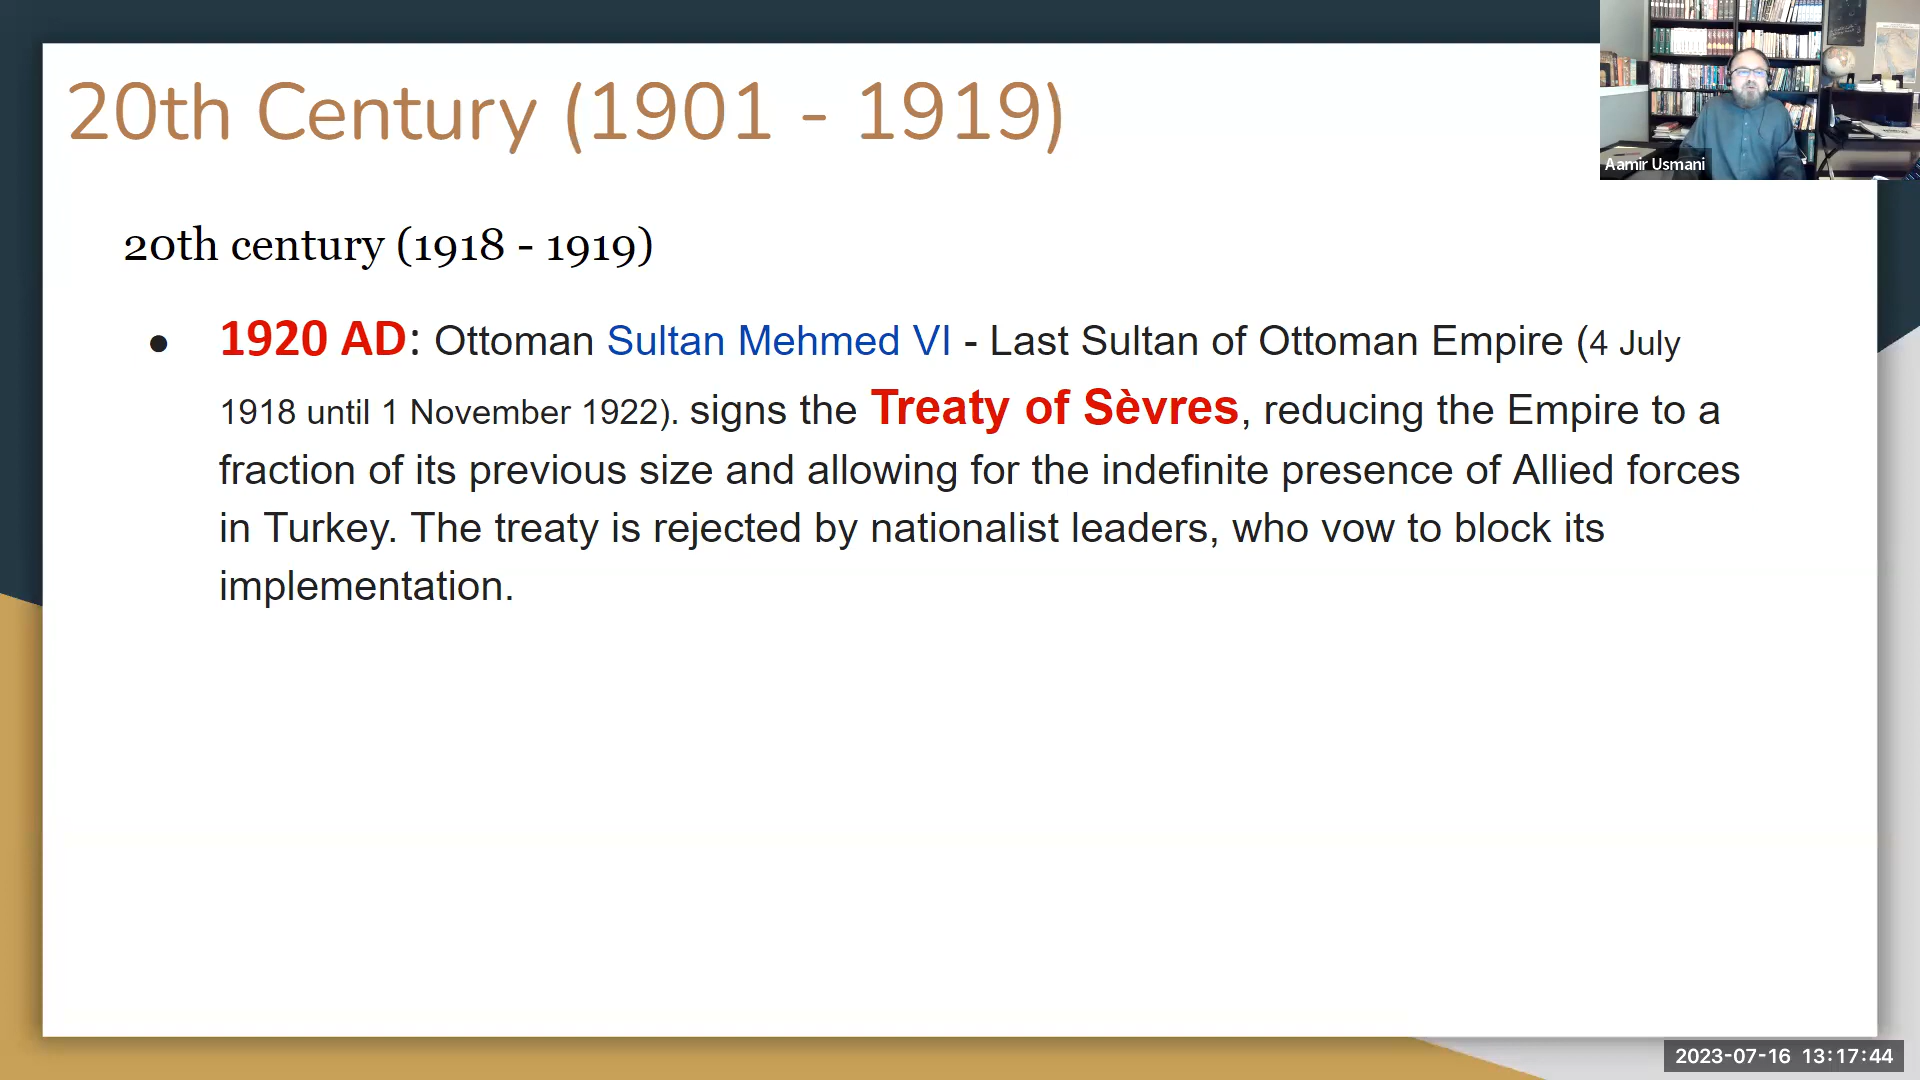 20th Century (1901 - 1919)
Aamir Usmani
20th century (1918 - 1919)
● 1920 AD: Ottoman Sultan Mehmed VI - Last Sultan of Ottoman Empire (4 July
1918 until 1 November 1922). signs the Treaty of Sèvres, reducing the Empire to a
fraction of its previous size and allowing for the indefinite presence of Allied forces
in Turkey. The treaty is rejected by nationalist leaders, who vow to block its
implementation.
2023-07-16 13:17:44